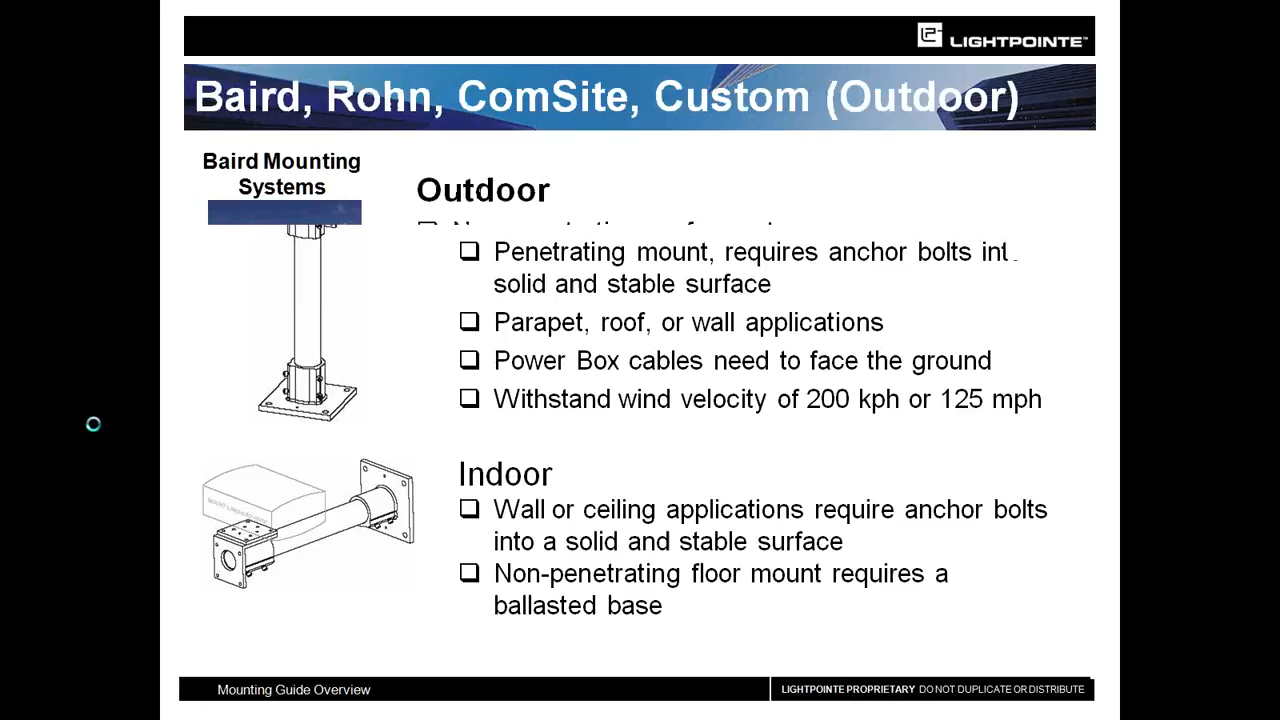 LIGHTPOINTE™
Baird, Rohn, ComSite, Custom (Outdoor)
Baird Mounting
Systems
Outdoor
Penetrating mount, requires anchor bolts
solid and stable surface
Parapet, roof, or wall applications
Power Box cables need to face the ground
Withstand wind velocity of 200 kph or 125 mph
Indoor
Wall or ceiling applications require anchor bolts
into a solid and stable surface
Non-penetrating floor mount requires a
ballasted base
Mounting Guide Overview
LIGHTPOINTE PROPRIETARY DO NOT DUPLICATE OR DISTRIBUTE